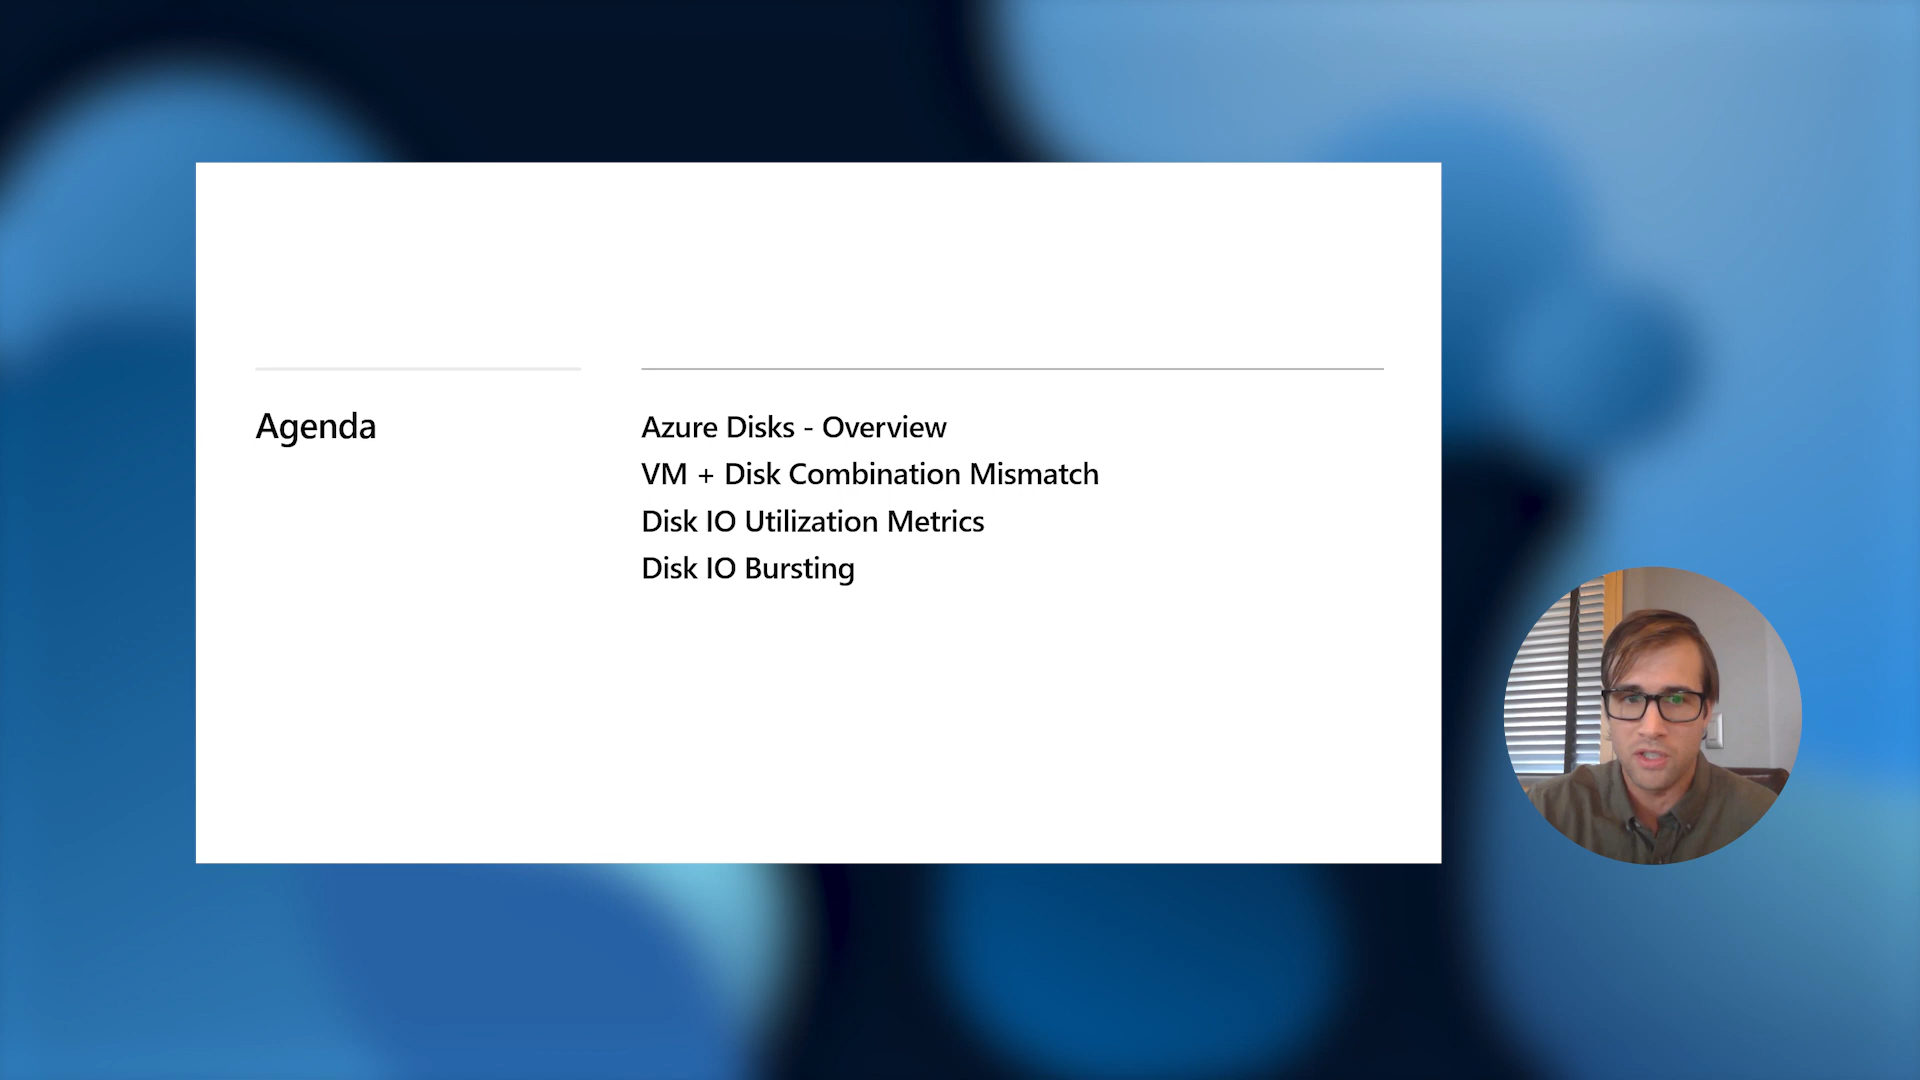 Agenda
Azure Disks - Overview
VM + Disk Combination Mismatch
Disk IO Utilization Metrics
Disk IO Bursting